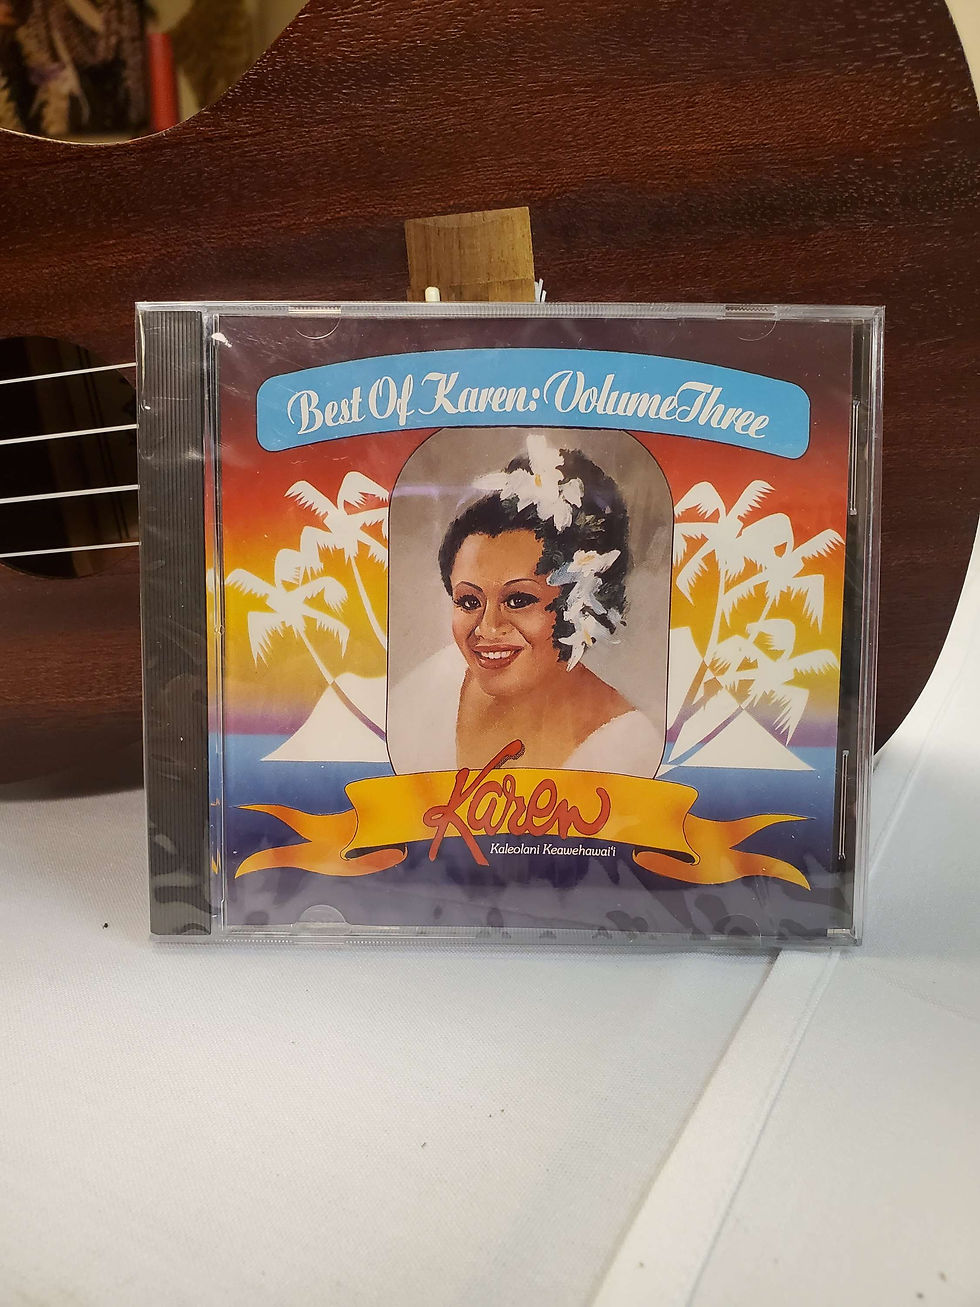 Best Of Karen: Volume Three
Karen
Kaleolani Keawehawai'i